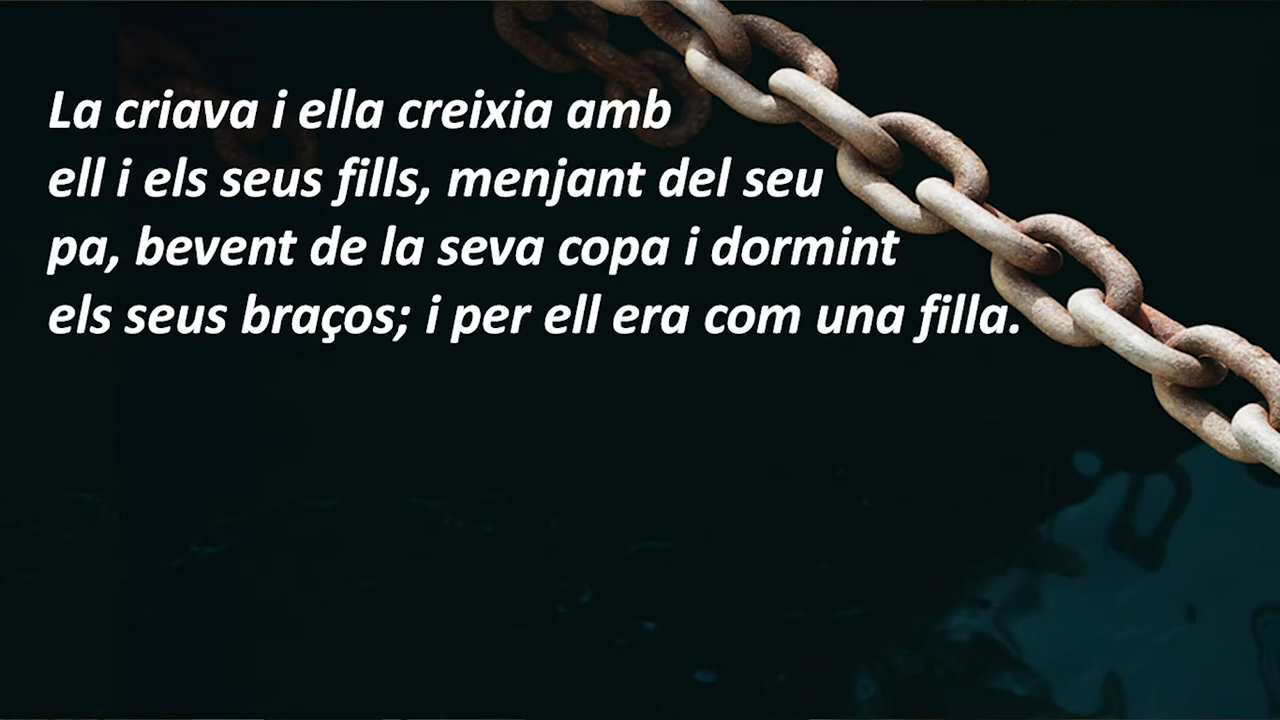 La criava i ella creixia amb
ell i els seus fills, menjant del seu
pa, bevent de la seva copa i dormint
els seus braços; i per ell era com una filla.